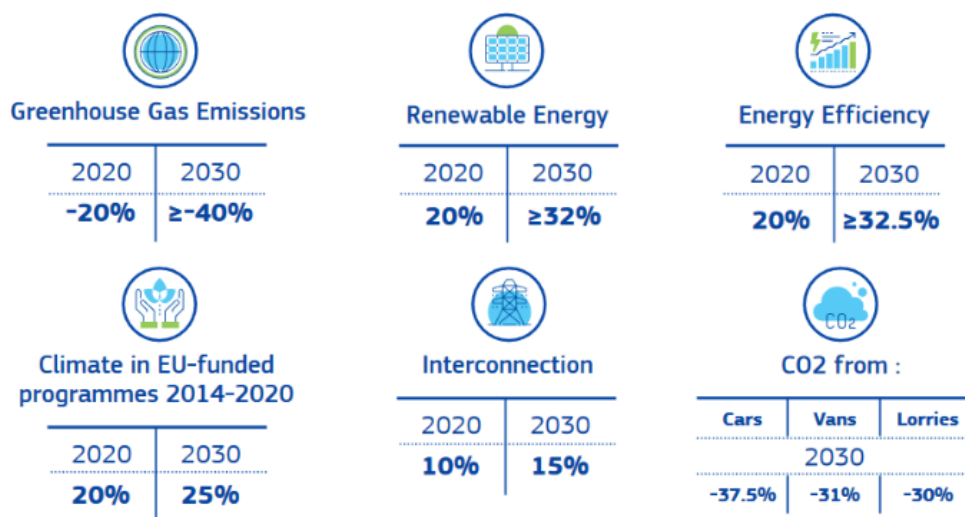 Greenhouse Gas Emissions
2020 2030
-20% ≥-40%
Renewable Energy
2020 2030
20% ≥32%
Energy Efficiency
2020 2030
20% ≥32.5%
Climate in EU-funded
programmes 2014-2020
2020 2030
20% 25%
Interconnection
2020 2030
10% 15%
CO2
CO2 from :
Cars Vans Lorries
2030
-37.5% -31% -30%